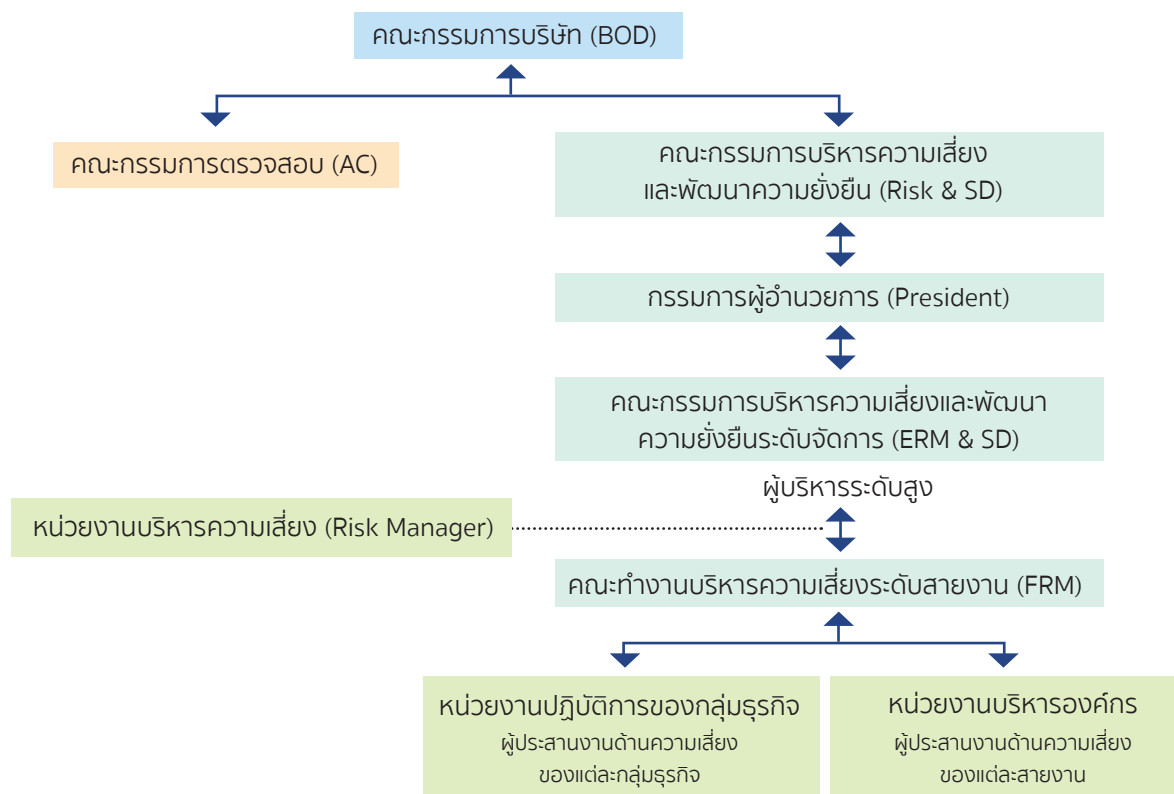 คณะกรรมการบริษัท (BOD)
คณะกรรมการตรวจสอบ (AC)
คณะกรรมการบริหารความเสี่ยง
และพัฒนาความยั่งยืน (Risk & SD)
กรรมการผู้อำนวยการ (President)
คณะกรรมการบริหารความเสี่ยงและพัฒนา
ความยั่งยืนระดับจัดการ (ERM & SD)
ผู้บริหารระดับสูง
หน่วยงานบริหารความเสี่ยง (Risk Manager)
คณะทำงานบริหารความเสี่ยงระดับสายงาน (FRM)
หน่วยงานปฏิบัติการของกลุ่มธุรกิจ
ผู้ประสานงานด้านความเสี่ยง
ของแต่ละกลุ่มธุรกิจ
หน่วยงานบริหารองค์กร
ผู้ประสานงานด้านความเสี่ยง
ของแต่ละสายงาน